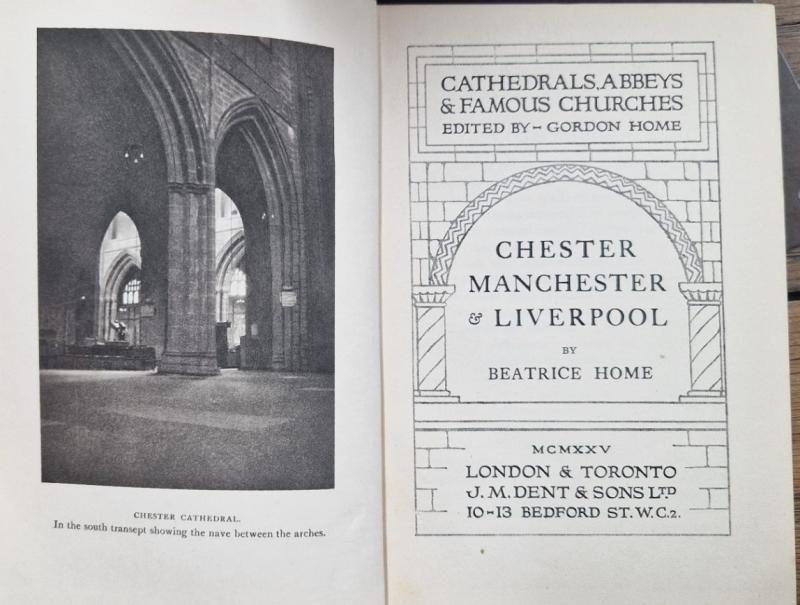 CHESTER CATHEDRAL.
In the south transept showing the nave between the arches.
CATHEDRALS, ABBEYS
& FAMOUS CHURCHES
EDITED BY – GORDON HOME
CHESTER
MANCHESTER
& LIVERPOOL
BY
BEATRICE HOME
MCMXXV
LONDON & TORONTO
J. M. DENT & SONS LTD
10–13 BEDFORD ST. W.C.2.